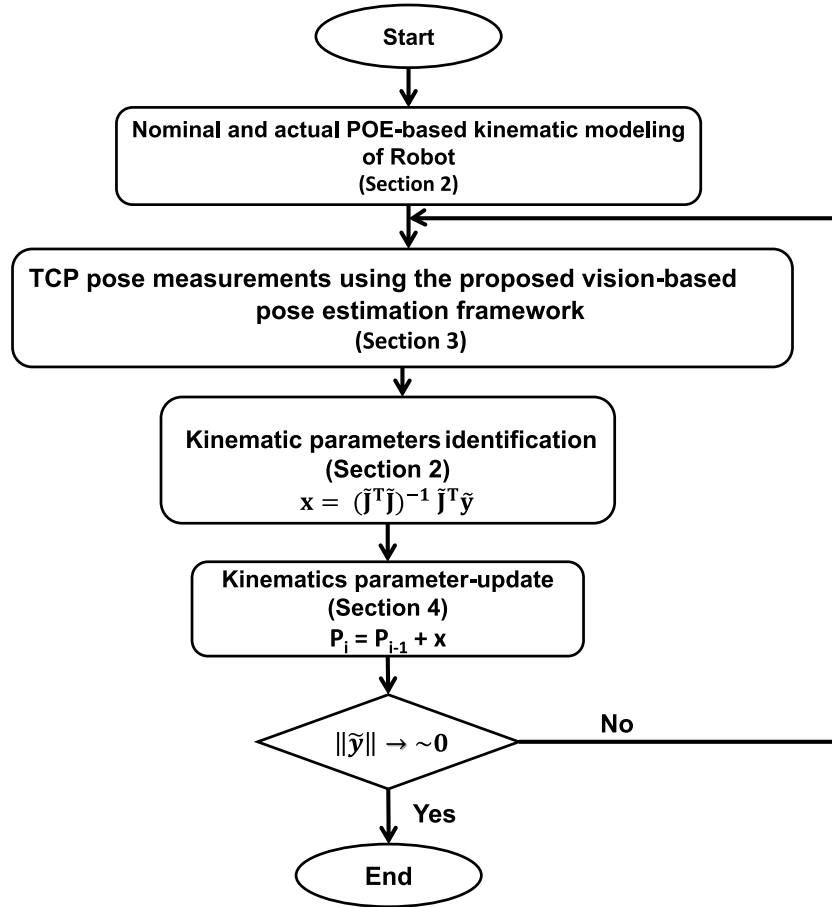 Start
Nominal and actual POE-based kinematic modeling
of Robot
(Section 2)
TCP pose measurements using the proposed vision-based
pose estimation framework
(Section 3)
Kinematic parameters identification
(Section 2)
x = (J̃ᵀJ̃)⁻¹ J̃ᵀỹ
Kinematics parameter-update
(Section 4)
Pᵢ = Pᵢ₋₁ + x
‖ỹ‖ → ~0
No
Yes
End